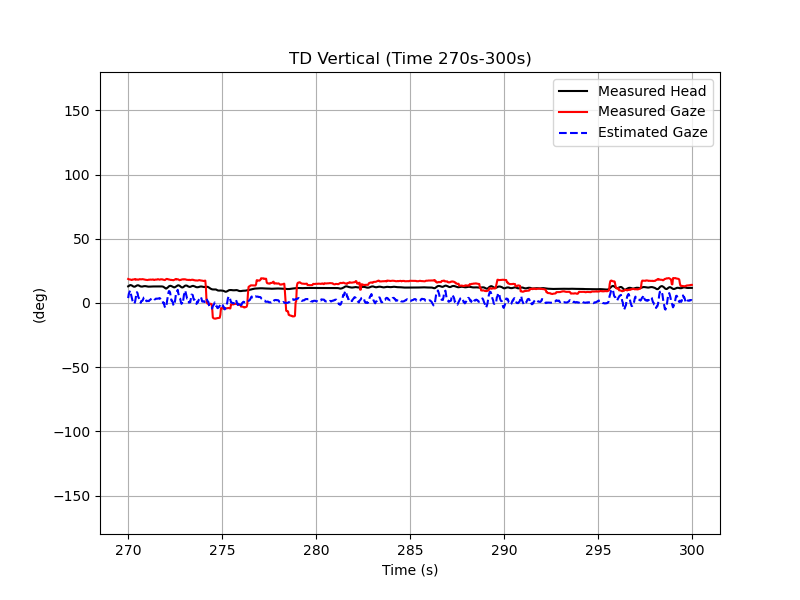 TD Vertical (Time 270s-300s)
Measured Head
Measured Gaze
Estimated Gaze
150
100
50
0
−50
−100
−150
(deg)
270
275
280
285
290
295
300
Time (s)